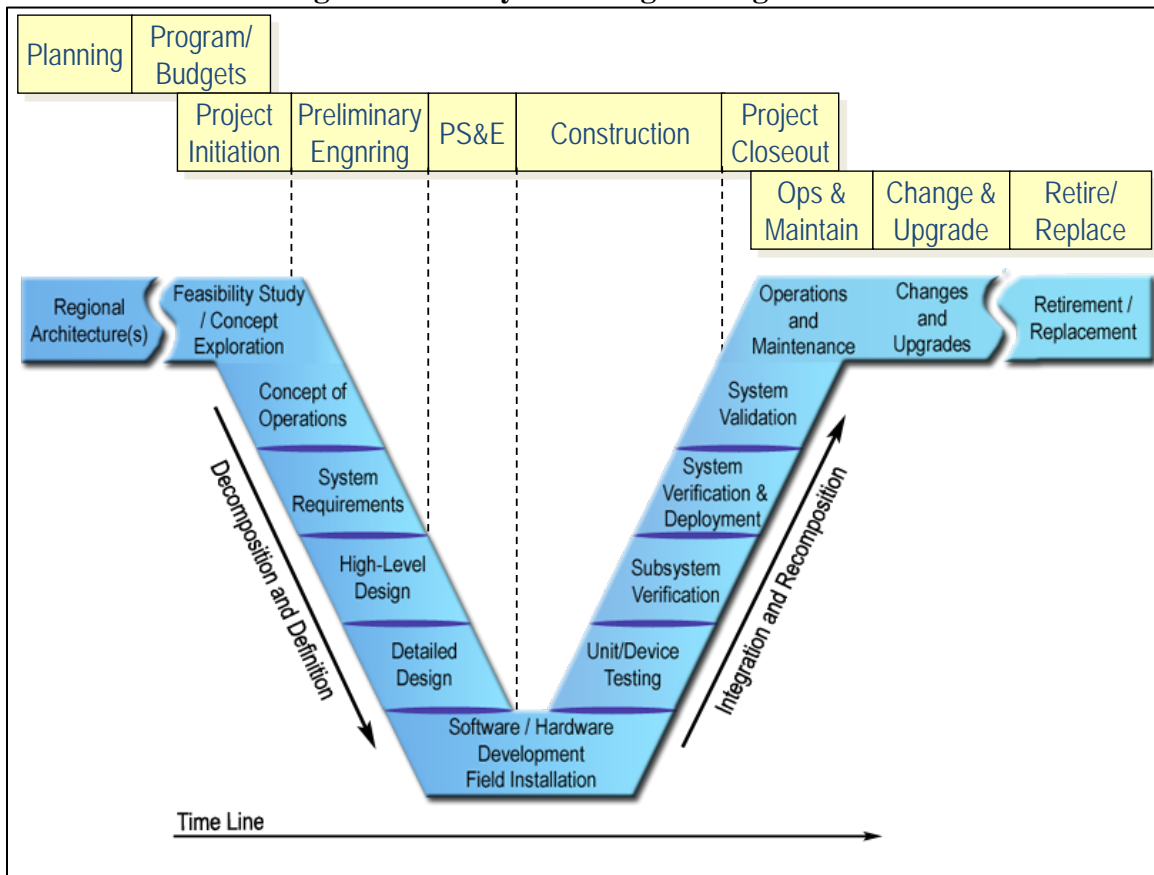 Planning
Program/
Budgets
Project
Initiation
Preliminary
Engnring
PS&E
Construction
Project
Closeout
Ops &
Maintain
Change &
Upgrade
Retire/
Replace
Regional
Architecture(s)
Feasibility Study
/ Concept
Exploration
Operations
and
Maintenance
Changes
and
Upgrades
Retirement /
Replacement
Concept of
Operations
System
Requirements
High-Level
Design
Detailed
Design
Software / Hardware
Development
Field Installation
Unit/Device
Testing
Subsystem
Verification
System
Verification &
Deployment
System
Validation
Decomposition and Definition
Integration and Recomposition
Time Line